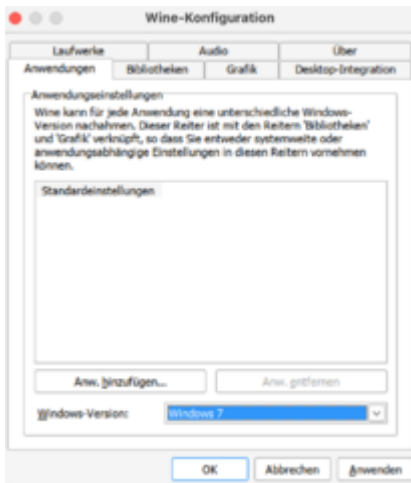 Wine-Konfiguration
Laufwerke Audio Über
Anwendungen Bibliotheken Grafik Desktop-Integration
Anwendungseinstellungen
Wine kann für jede Anwendung eine unterschiedliche Windows-
Version nachahmen. Dieser Reiter ist mit den Reitern 'Bibliotheken'
und 'Grafik' verknüpft, so dass Sie entweder systemweite oder
anwendungsabhängige Einstellungen in diesen Reitern vornehmen
können.
Standardeinstellungen
Anw. hinzufügen... Anw. entfernen
Windows-Version: Windows 7
OK Abbrechen Anwenden